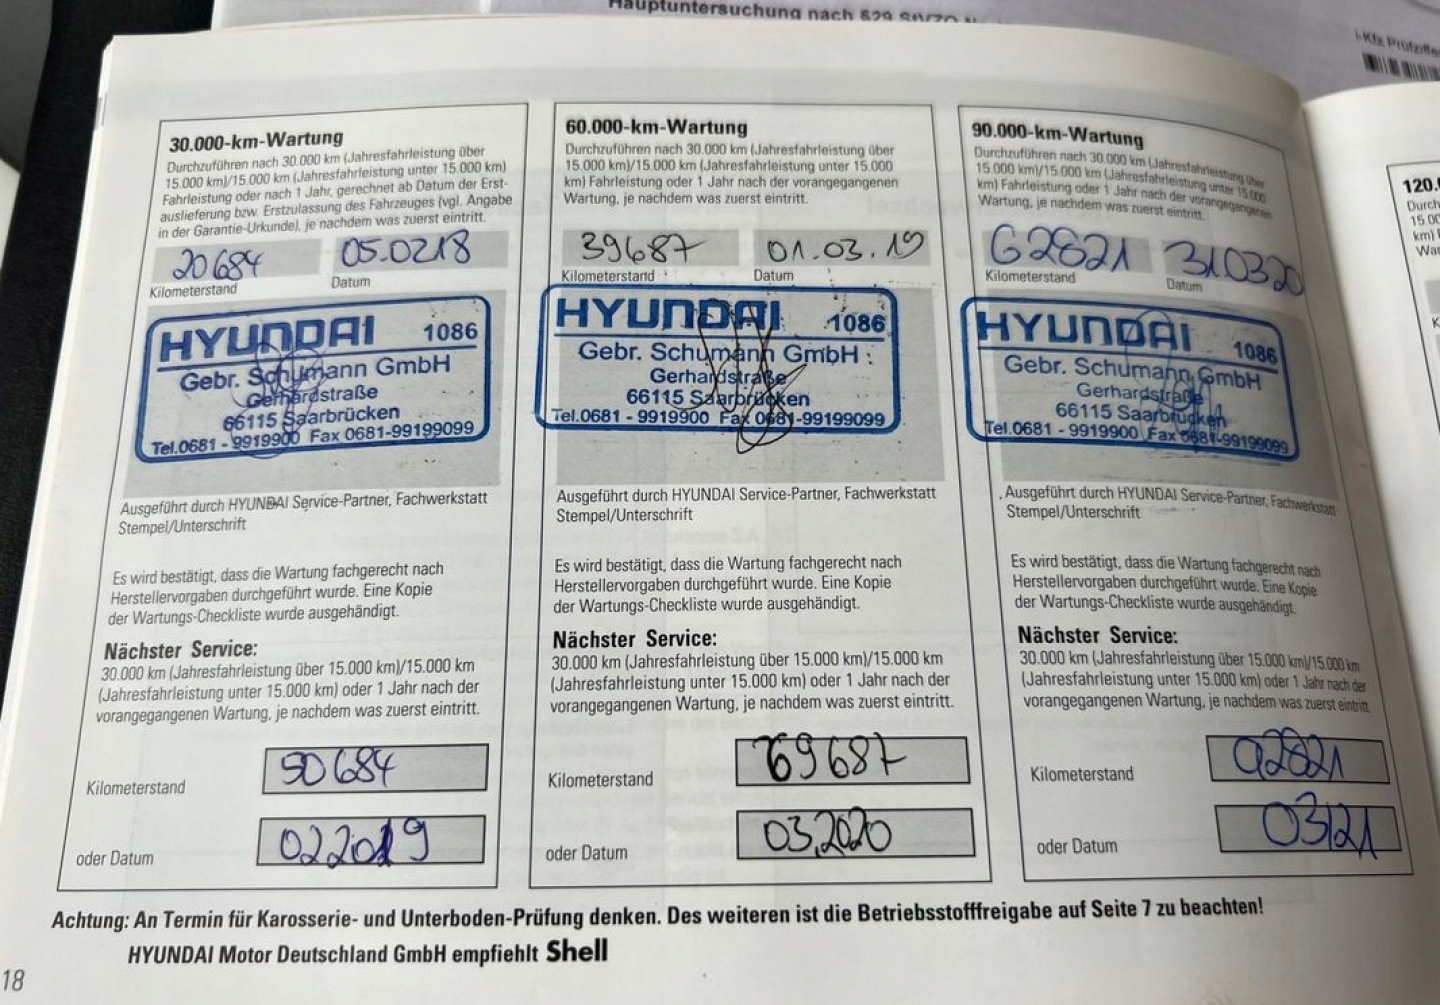 Hauptuntersuchung nach §29 StVZO
i-Kfz Prüfziffer
30.000-km-Wartung
Durchzuführen nach 30.000 km (Jahresfahrleistung über
15.000 km)/15.000 km (Jahresfahrleistung unter 15.000 km)
Fahrleistung oder nach 1 Jahr, gerechnet ab Datum der Erst-
auslieferung bzw. Erstzulassung des Fahrzeuges (vgl. Angabe
in der Garantie-Urkunde), je nachdem was zuerst eintritt.
20684 05.0218
Kilometerstand Datum
HYUNDAI 1086
Gebr. Schumann GmbH
Gerhardstraße
66115 Saarbrücken
Tel.0681 - 9919900 Fax 0681-99199099
Ausgeführt durch HYUNDAI Service-Partner, Fachwerkstatt
Stempel/Unterschrift
Es wird bestätigt, dass die Wartung fachgerecht nach
Herstellervorgaben durchgeführt wurde. Eine Kopie
der Wartungs-Checkliste wurde ausgehändigt.
Nächster Service:
30.000 km (Jahresfahrleistung über 15.000 km)/15.000 km
(Jahresfahrleistung unter 15.000 km) oder 1 Jahr nach der
vorangegangenen Wartung, je nachdem was zuerst eintritt.
Kilometerstand 50684
oder Datum 022019
60.000-km-Wartung
Durchzuführen nach 30.000 km (Jahresfahrleistung über
15.000 km)/15.000 km (Jahresfahrleistung unter 15.000
km) Fahrleistung oder 1 Jahr nach der vorangegangenen
Wartung, je nachdem was zuerst eintritt.
39687 01.03.19
Kilometerstand Datum
HYUNDAI 1086
Gebr. Schumann GmbH
Gerhardstraße
66115 Saarbrücken
Tel.0681 - 9919900 Fax 0681-99199099
Ausgeführt durch HYUNDAI Service-Partner, Fachwerkstatt
Stempel/Unterschrift
Es wird bestätigt, dass die Wartung fachgerecht nach
Herstellervorgaben durchgeführt wurde. Eine Kopie
der Wartungs-Checkliste wurde ausgehändigt.
Nächster Service:
30.000 km (Jahresfahrleistung über 15.000 km)/15.000 km
(Jahresfahrleistung unter 15.000 km) oder 1 Jahr nach der
vorangegangenen Wartung, je nachdem was zuerst eintritt.
Kilometerstand 69687
oder Datum 03.2020
90.000-km-Wartung
Durchzuführen nach 30.000 km (Jahresfahrleistung über
15.000 km)/15.000 km (Jahresfahrleistung unter 15.000
km) Fahrleistung oder 1 Jahr nach der vorangegangenen
Wartung, je nachdem was zuerst eintritt.
62821 310320
Kilometerstand Datum
HYUNDAI 1086
Gebr. Schumann GmbH
Gerhardstraße
66115 Saarbrücken
Tel.0681 - 9919900 Fax 0681-99199099
Ausgeführt durch HYUNDAI Service-Partner, Fachwerkstatt
Stempel/Unterschrift
Es wird bestätigt, dass die Wartung fachgerecht nach
Herstellervorgaben durchgeführt wurde. Eine Kopie
der Wartungs-Checkliste wurde ausgehändigt.
Nächster Service:
30.000 km (Jahresfahrleistung über 15.000 km)/15.000 km
(Jahresfahrleistung unter 15.000 km) oder 1 Jahr nach der
vorangegangenen Wartung, je nachdem was zuerst eintritt.
Kilometerstand 92821
oder Datum 03/21
Achtung: An Termin für Karosserie- und Unterboden-Prüfung denken. Des weiteren ist die Betriebsstofffreigabe auf Seite 7 zu beachten!
HYUNDAI Motor Deutschland GmbH empfiehlt Shell
18